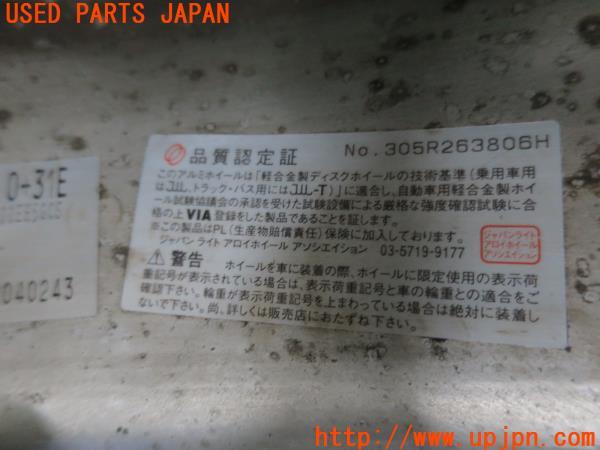 USED PARTS JAPAN
品質認定証 No.305R263806H
このアルミホイールは「軽合金製ディスクホイールの技術基準(乗用車用
はJWL、トラック・バス用にはJWL-T)」に適合し、自動車用軽合金製ホイ
ール試験協議会の承認を受けた試験設備による厳格な強度確認試験に合
格の上VIA登録をした製品であることを証します。
※この製品はPL(生産物賠償責任)保険に加入しております。
ジャパン ライト アロイホイール アソシエイション 03-5719-9177
ジャパンライト
アロイホイール
アソシエイション
⚠警告 ホイールを車に装着の際、ホイールに限定使用の表示荷
重記号が表示されている場合は、表示荷重記号と車の輪重との適合をご
確認下さい。輪重が表示荷重記号を上まわっている場合は絶対に装着し
ないで下さい。尚、詳しくは販売店におたずね下さい。
0-31E
040243
JU:305-4120
http://www.upjpn.com/